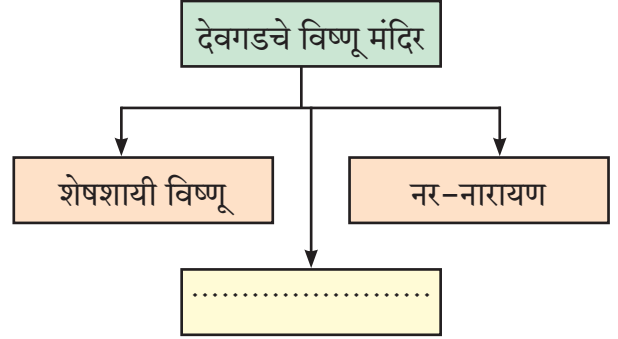 देवगडचे विष्णू मंदिर
शेषशायी विष्णू
नर-नारायण
..............................